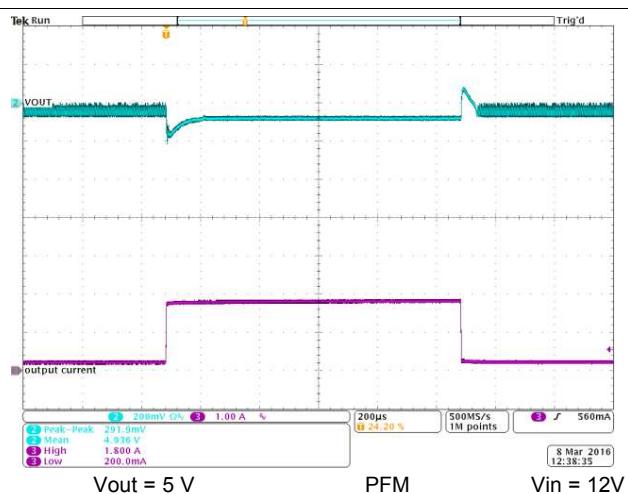 Tek Run Trig'd
VOUT
output current
2 200mV Ω 3 1.00 A 200µs 500MS/s 3 560mA
24.20 % 1M points
2 Peak-Peak 291.9mV
2 Mean 4.936 V
3 High 1.800 A
3 Low 200.0mA
8 Mar 2016
12:38:35
Vout = 5 V PFM Vin = 12V